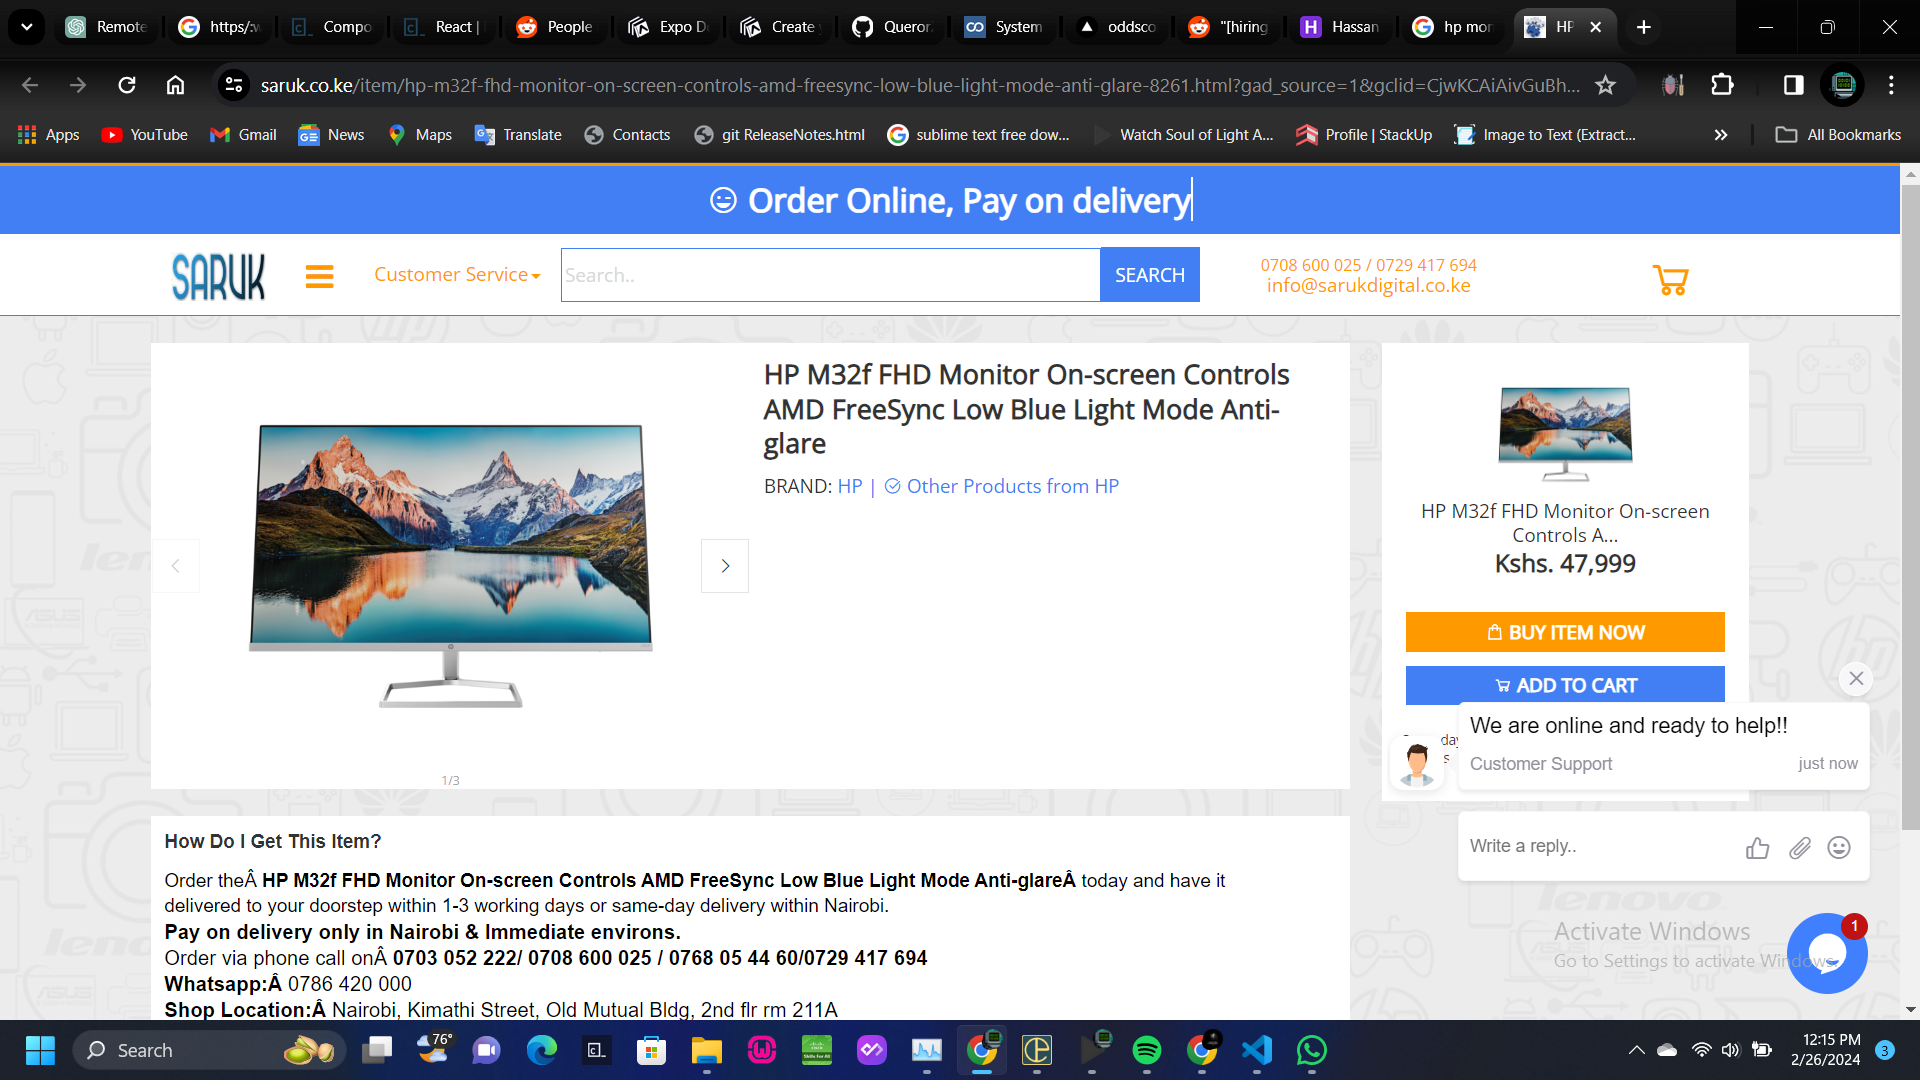 Remote
https/:w
Compo
React |
People
Expo D
Create y
Queror
System
oddsco
"[hiring
Hassan
hp mon
HP
saruk.co.ke/item/hp-m32f-fhd-monitor-on-screen-controls-amd-freesync-low-blue-light-mode-anti-glare-8261.html?gad_source=1&gclid=CjwKCAiAivGuBh...
Apps
YouTube
Gmail
News
Maps
Translate
Contacts
git ReleaseNotes.html
sublime text free dow...
Watch Soul of Light A...
Profile | StackUp
Image to Text (Extract...
All Bookmarks
Order Online, Pay on delivery
SARUK
Customer Service
Search..
SEARCH
0708 600 025 / 0729 417 694
info@sarukdigital.co.ke
HP M32f FHD Monitor On-screen Controls
AMD FreeSync Low Blue Light Mode Anti-
glare
BRAND: HP | Other Products from HP
1/3
HP M32f FHD Monitor On-screen
Controls A...
Kshs. 47,999
BUY ITEM NOW
ADD TO CART
We are online and ready to help!!
Customer Support
just now
Write a reply..
How Do I Get This Item?
Order theÂ HP M32f FHD Monitor On-screen Controls AMD FreeSync Low Blue Light Mode Anti-glareÂ today and have it
delivered to your doorstep within 1-3 working days or same-day delivery within Nairobi.
Pay on delivery only in Nairobi & Immediate environs.
Order via phone call onÂ 0703 052 222/ 0708 600 025 / 0768 05 44 60/0729 417 694
Whatsapp:Â 0786 420 000
Shop Location:Â Nairobi, Kimathi Street, Old Mutual Bldg, 2nd flr rm 211A
lenovo
Activate Windows
Go to Settings to activate Windows.
1
Search
76°
12:15 PM
2/26/2024
3